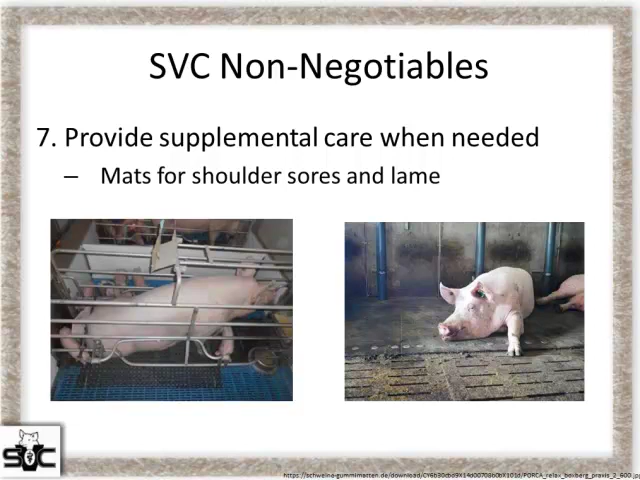 SVC Non-Negotiables
7. Provide supplemental care when needed
– Mats for shoulder sores and lame
SVC